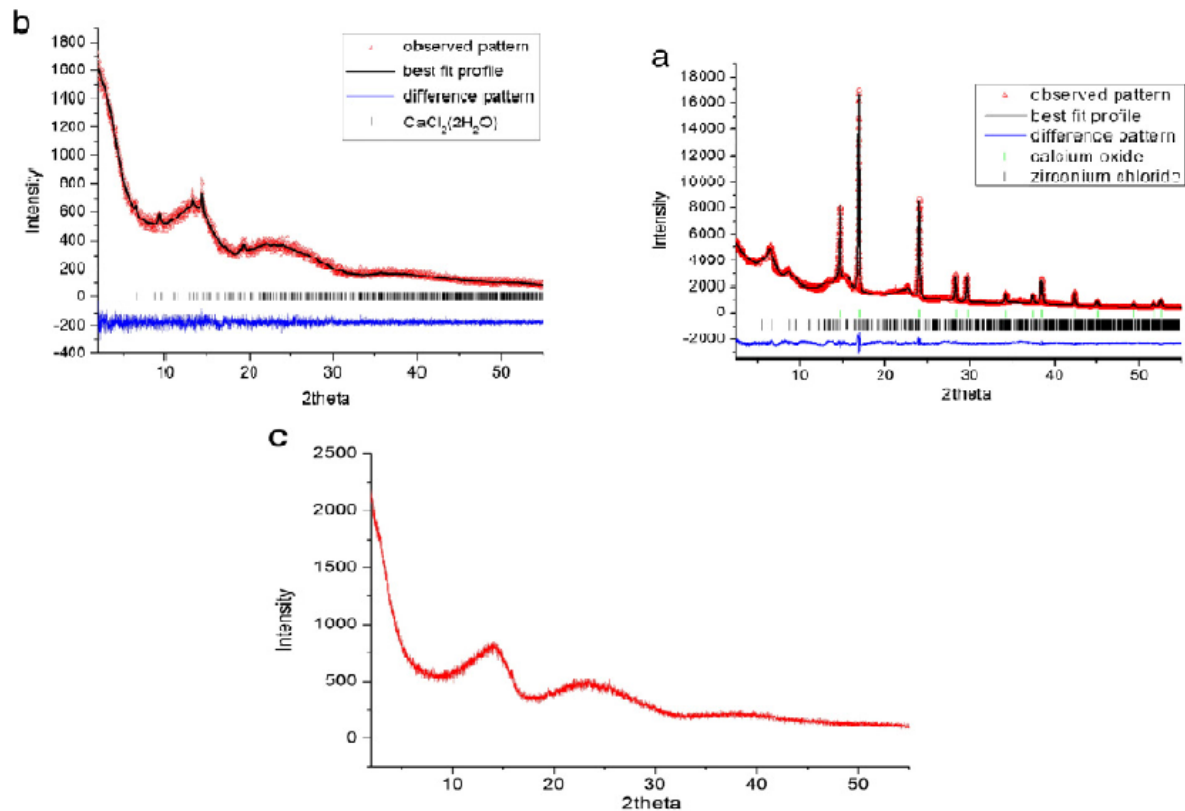 b
1800
1600
1400
1200
1000
800
600
400
200
0
-200
-400
Intensity
observed pattern
best fit profile
difference pattern
CaCl2(2H2O)
10 20 30 40 50
2theta
a
18000
16000
14000
12000
10000
8000
6000
4000
2000
0
-2000
Intensity
observed pattern
best fit profile
difference pattern
calcium oxide
zirconium chloride
10 20 30 40 50
2theta
c
2500
2000
1500
1000
500
0
Intensity
10 20 30 40 50
2theta